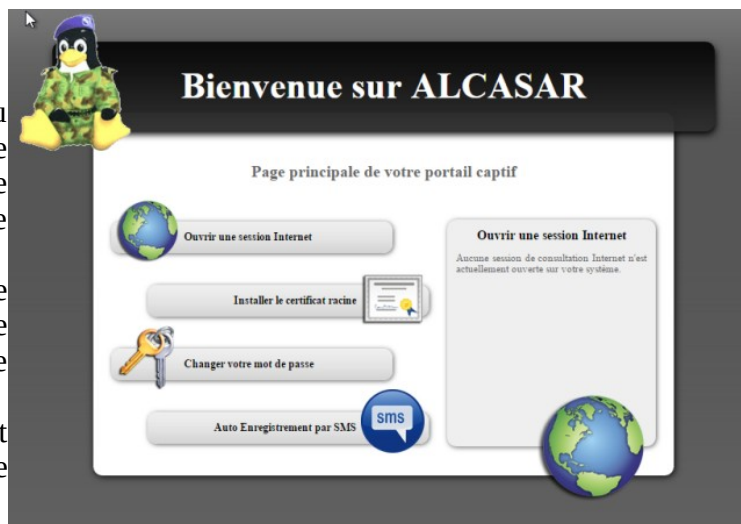 Bienvenue sur ALCASAR
Page principale de votre portail captif
Ouvrir une session Internet
Installer le certificat racine
Changer votre mot de passe
Auto Enregistrement par SMS
sms
Ouvrir une session Internet
Aucune session de consultation Internet n'est
actuellement ouverte sur votre système.